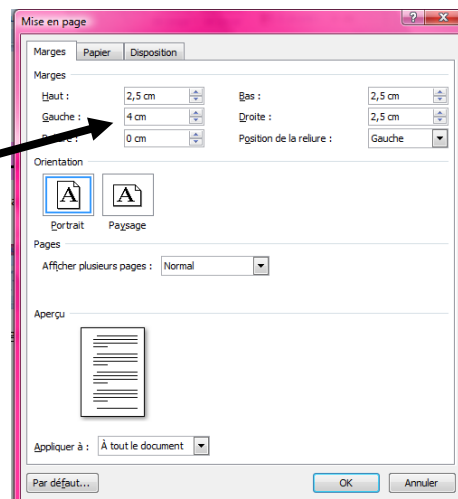 Mise en page
Marges Papier Disposition
Marges
Haut : 2,5 cm Bas : 2,5 cm
Gauche : 4 cm Droite : 2,5 cm
0 cm Position de la reliure : Gauche
Orientation
A A
Portrait Paysage
Pages
Afficher plusieurs pages : Normal
Aperçu
Appliquer à : À tout le document
Par défaut... OK Annuler